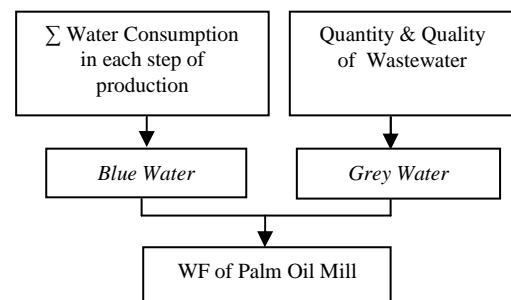 ∑ Water Consumption
in each step of
production
Quantity & Quality
of Wastewater
Blue Water
Grey Water
WF of Palm Oil Mill